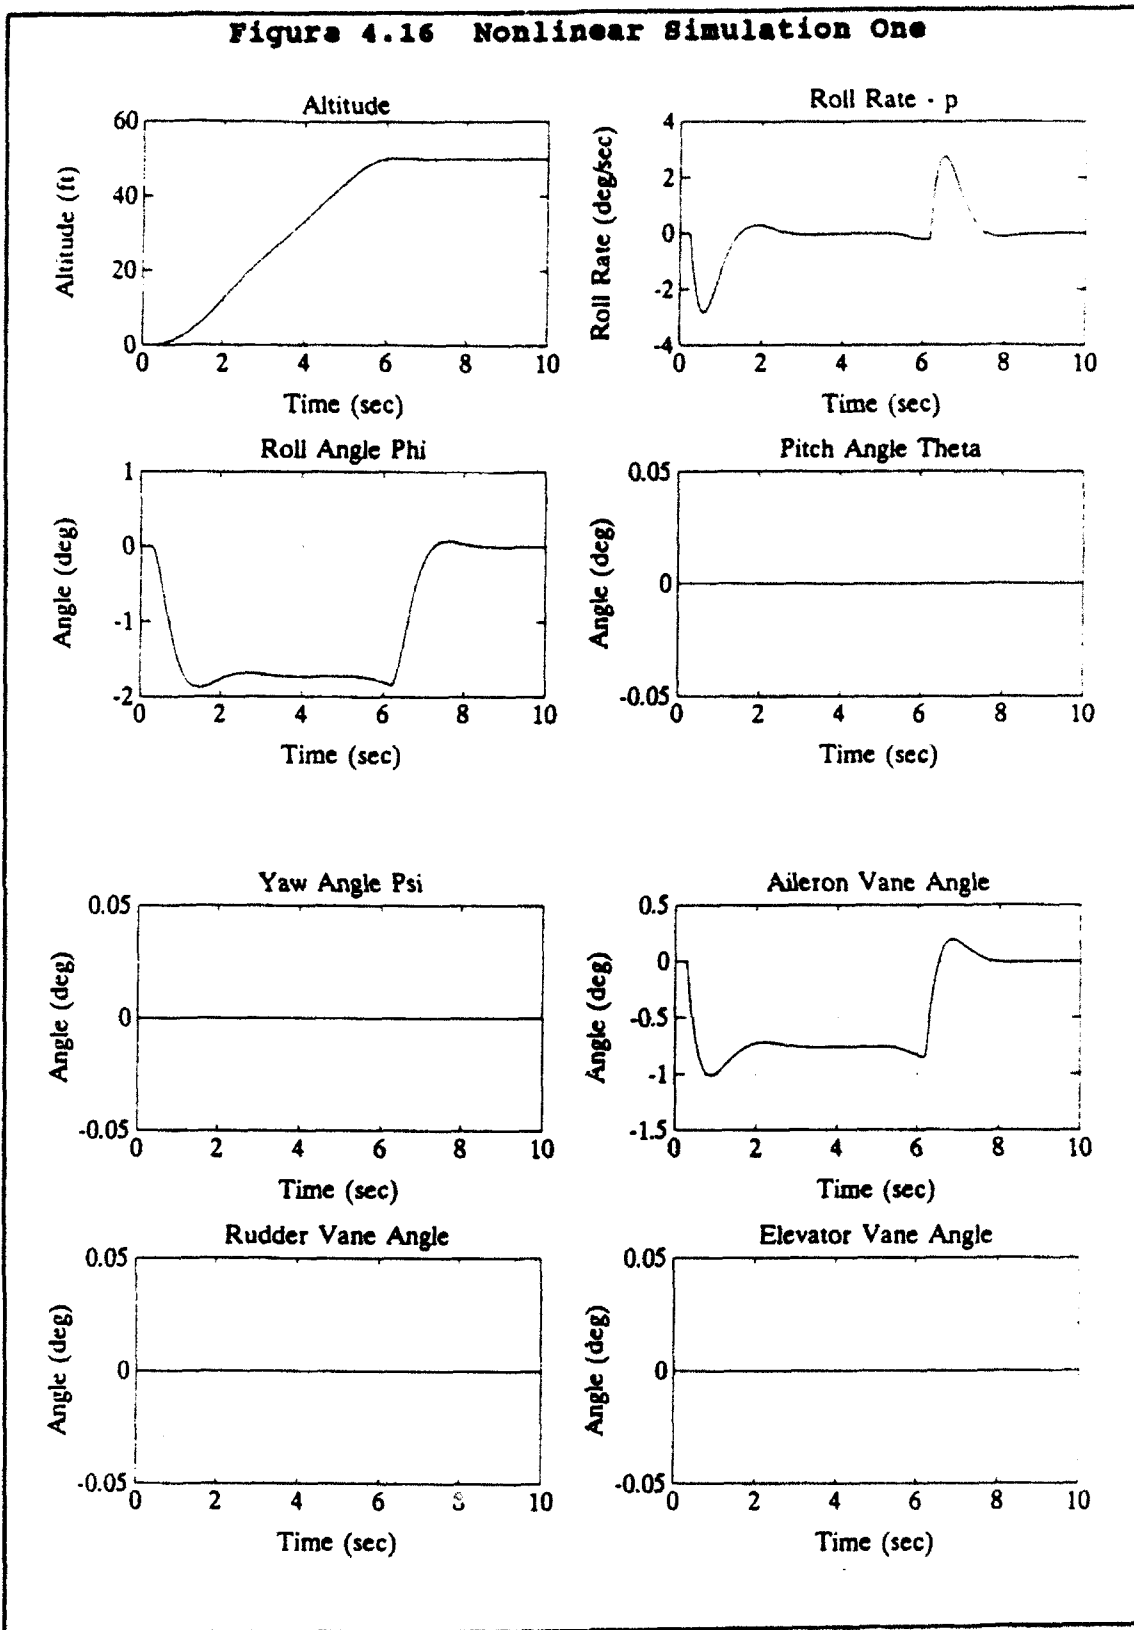 Figure 4.16 Nonlinear Simulation One
Altitude
60
40
20
0
Altitude (ft)
0 2 4 6 8 10
Time (sec)
Roll Rate - p
4
2
0
-2
-4
Roll Rate (deg/sec)
0 2 4 6 8 10
Time (sec)
Roll Angle Phi
1
0
-1
-2
Angle (deg)
0 2 4 6 8 10
Time (sec)
Pitch Angle Theta
0.05
0
-0.05
Angle (deg)
0 2 4 6 8 10
Time (sec)
Yaw Angle Psi
0.05
0
-0.05
Angle (deg)
0 2 4 6 8 10
Time (sec)
Aileron Vane Angle
0.5
0
-0.5
-1
-1.5
Angle (deg)
0 2 4 6 8 10
Time (sec)
Rudder Vane Angle
0.05
0
-0.05
Angle (deg)
0 2 4 6 8 10
Time (sec)
Elevator Vane Angle
0.05
0
-0.05
Angle (deg)
0 2 4 6 8 10
Time (sec)